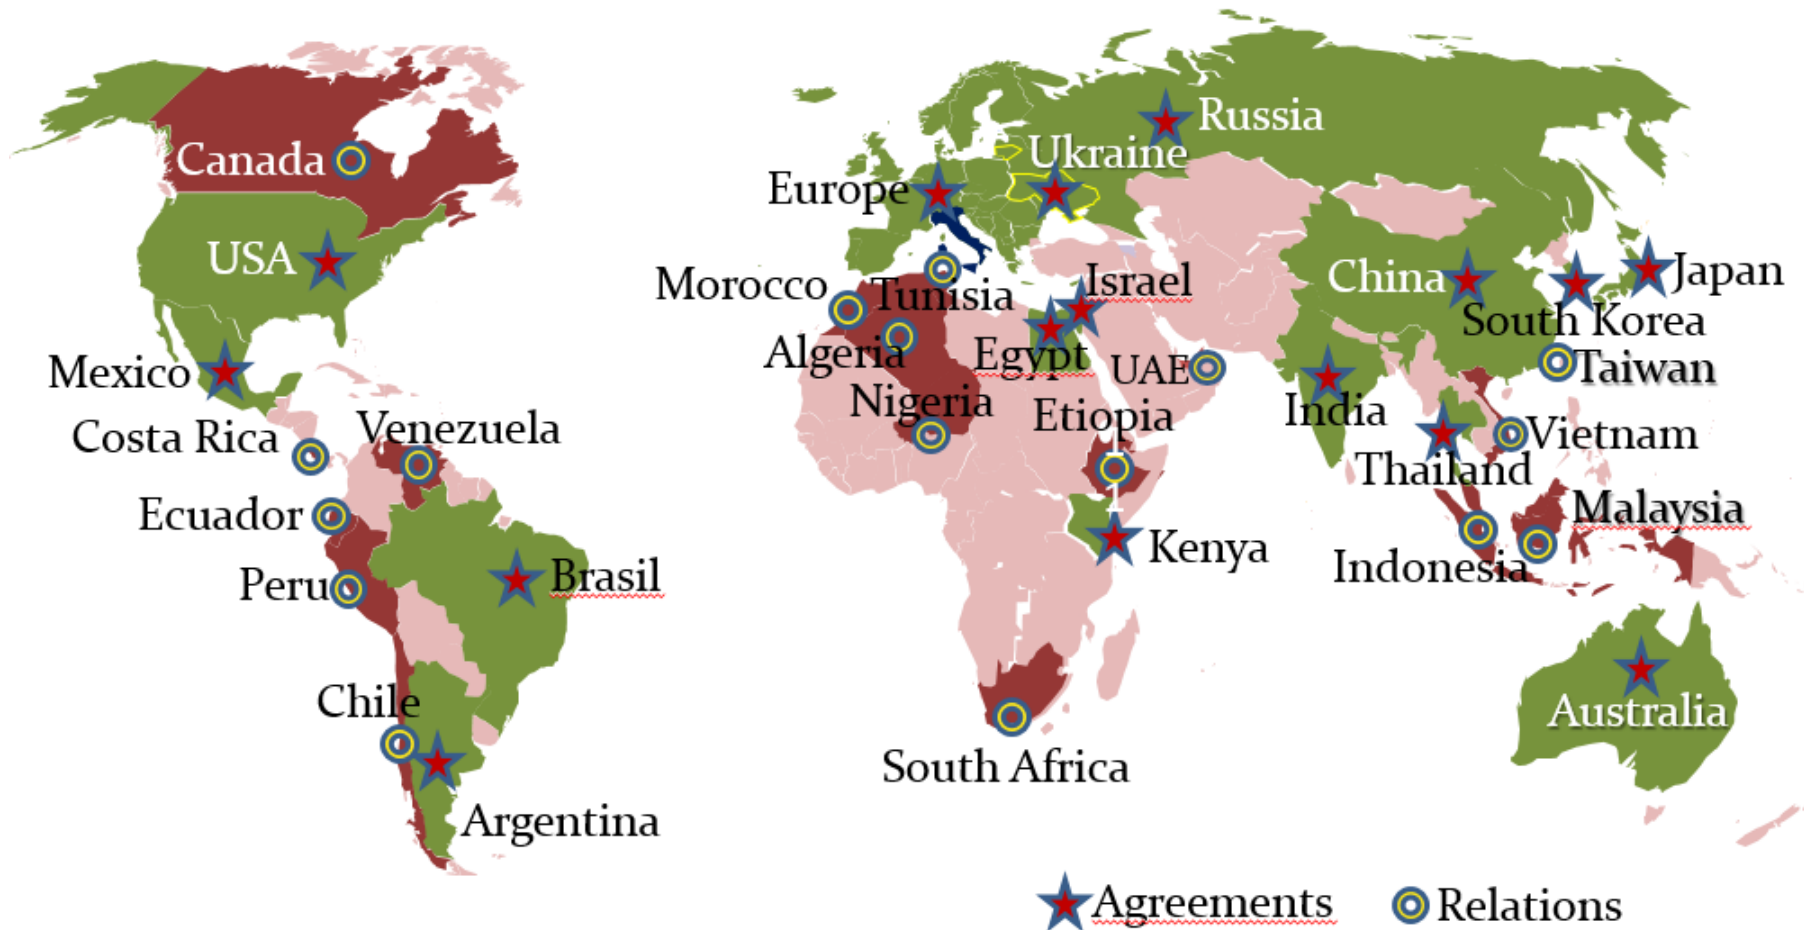 Canada
USA
Mexico
Costa Rica
Venezuela
Ecuador
Peru
Brasil
Chile
Argentina
Russia
Ukraine
Europe
Morocco
Tunisia
Israel
Algeria
Egypt
UAE
Nigeria
Etiopia
Kenya
South Africa
China
Japan
South Korea
Taiwan
India
Vietnam
Thailand
Malaysia
Indonesia
Australia
Agreements
Relations